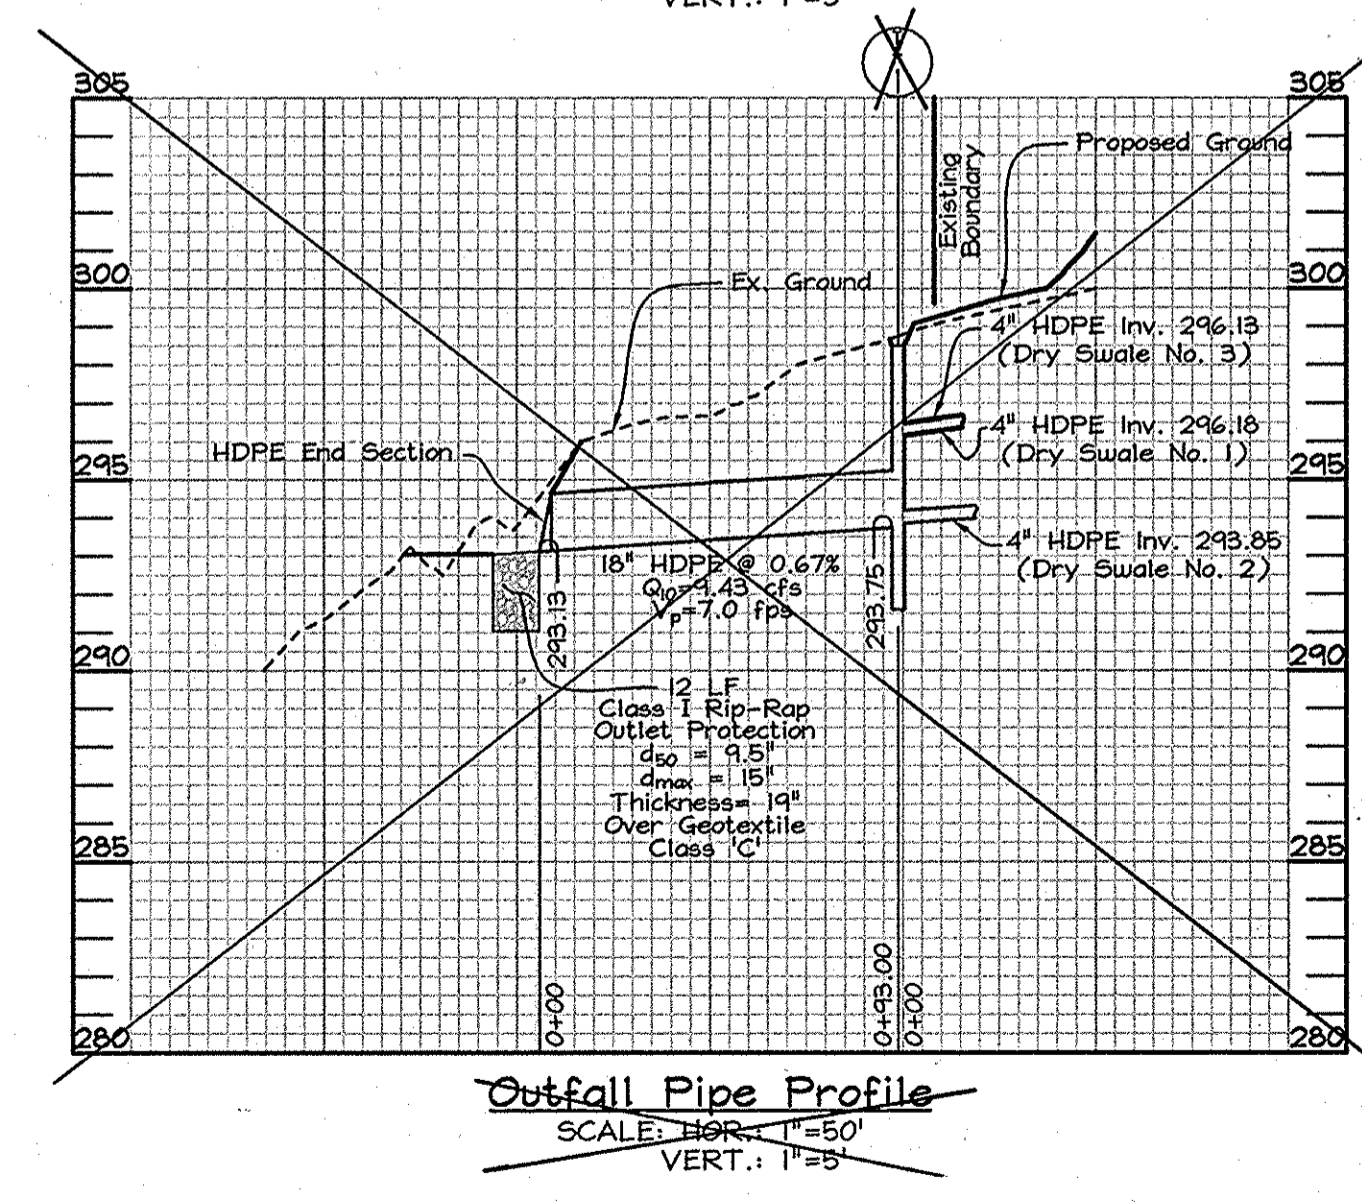 VERT.: 1"=5'
305
305
Existing Boundary
Proposed Ground
300
300
Ex. Ground
4" HDPE Inv. 296.13
(Dry Swale No. 3)
HDPE End Section
4" HDPE Inv. 296.18
(Dry Swale No. 1)
295
295
4" HDPE Inv. 293.85
(Dry Swale No. 2)
18" HDPE @ 0.67%
Q10=9.43 cfs
Vp=7.0 fps
293.13
293.75
290
290
12 LF
Class I Rip-Rap
Outlet Protection
d50 = 9.5"
dmax = 15"
Thickness= 19"
Over Geotextile
Class 'C'
285
285
0+00
0+93.00
0+00
280
280
Outfall Pipe Profile
SCALE: HOR.: 1"=50'
VERT.: 1"=5'